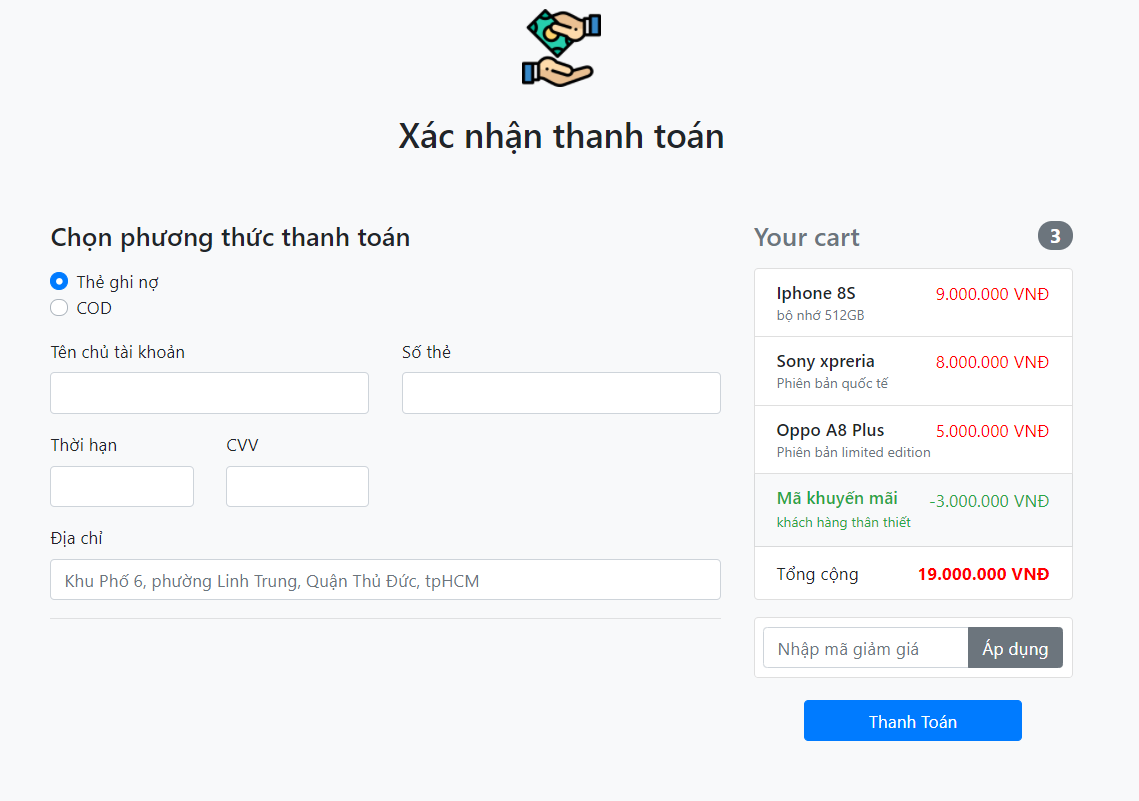 Xác nhận thanh toán
Chọn phương thức thanh toán
Thẻ ghi nợ
COD
Tên chủ tài khoản
Số thẻ
Thời hạn
CVV
Địa chỉ
Khu Phố 6, phường Linh Trung, Quận Thủ Đức, tpHCM
Your cart
3
Iphone 8S
9.000.000 VNĐ
bộ nhớ 512GB
Sony xpreria
8.000.000 VNĐ
Phiên bản quốc tế
Oppo A8 Plus
5.000.000 VNĐ
Phiên bản limited edition
Mã khuyến mãi
-3.000.000 VNĐ
khách hàng thân thiết
Tổng cộng
19.000.000 VNĐ
Nhập mã giảm giá
Áp dụng
Thanh Toán